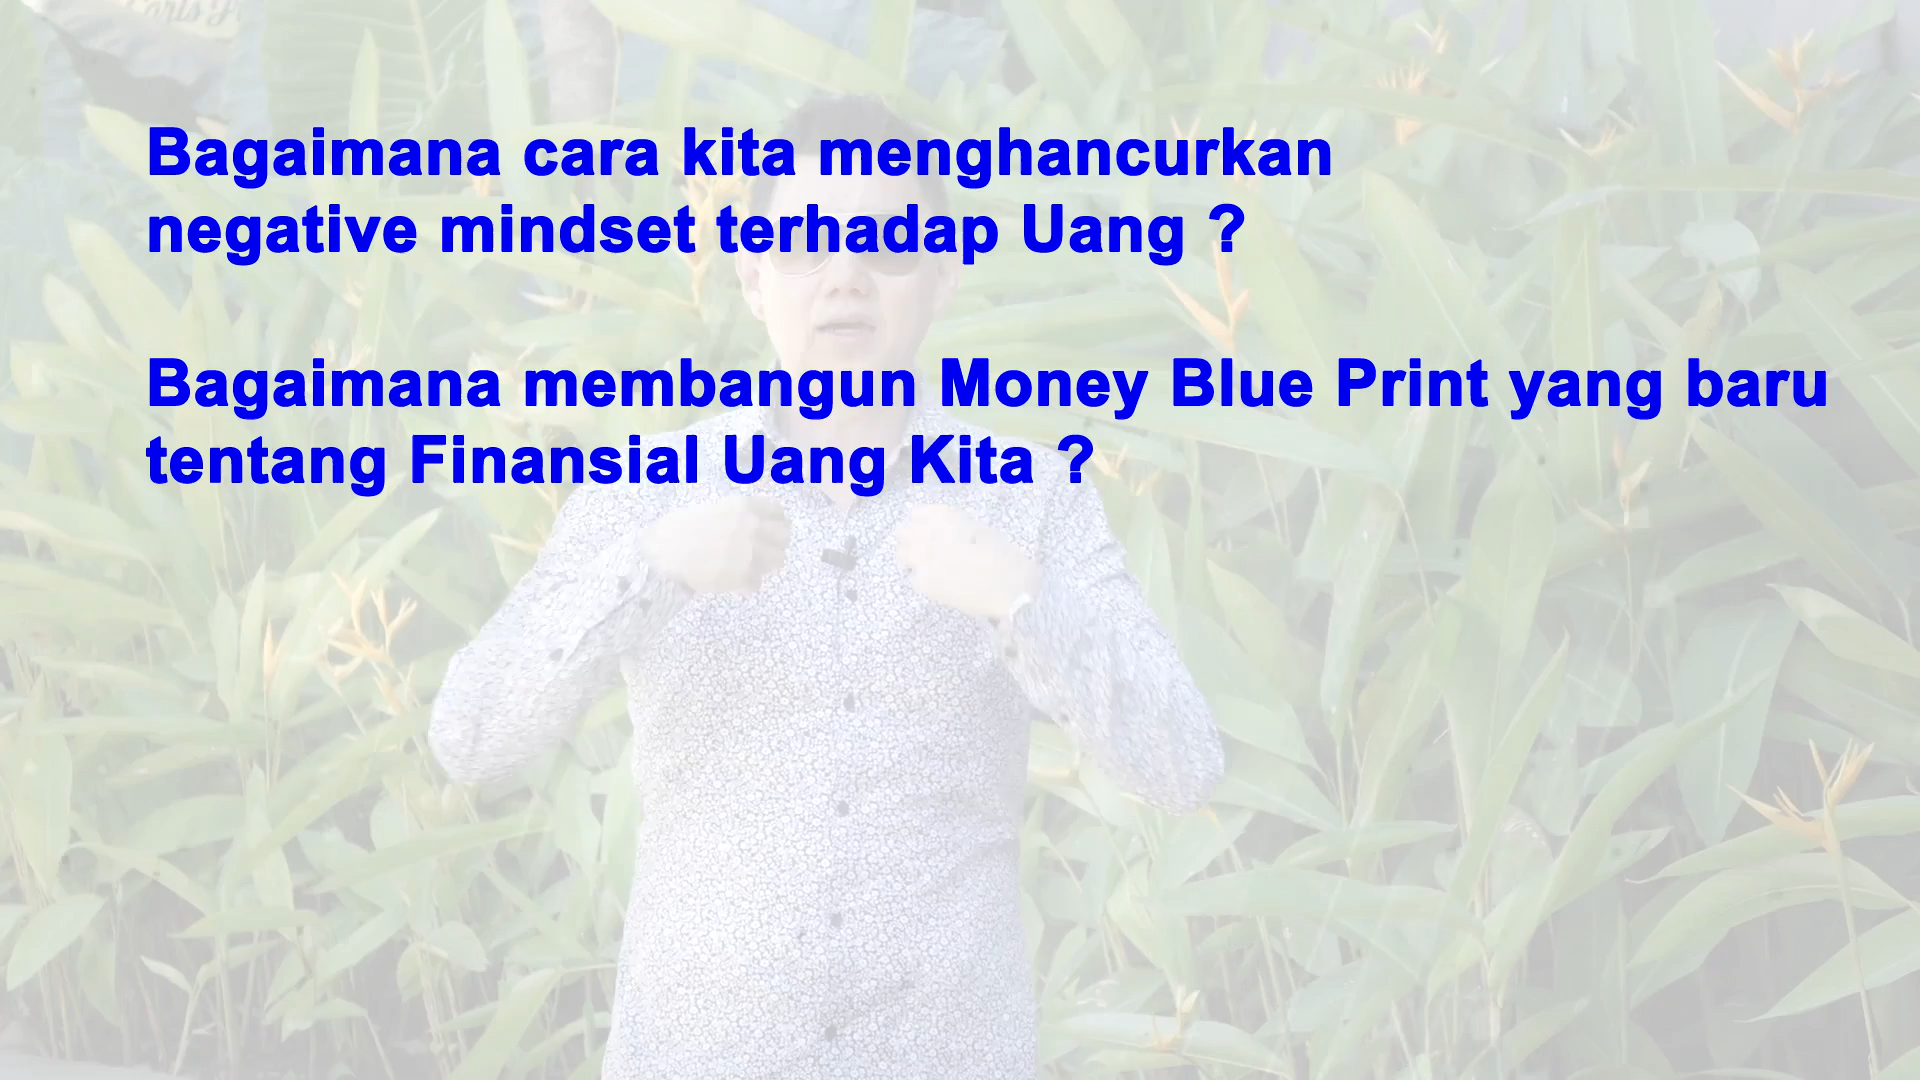 Bagaimana cara kita menghancurkan
negative mindset terhadap Uang ?
Bagaimana membangun Money Blue Print yang baru
tentang Finansial Uang Kita ?